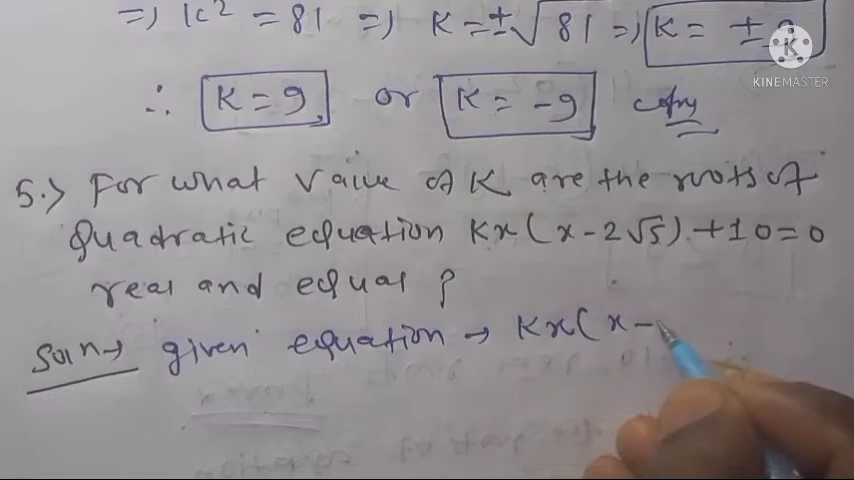 =) K² = 81 =) K = ±√81 =) K = ± 9
K
KINEMASTER
∴ K = 9, or K = -9
5.) For what value of K are the roots of
quadratic equation Kx(x-2√5)+10=0
real and equal ?
Soln→ given equation → Kx(x-